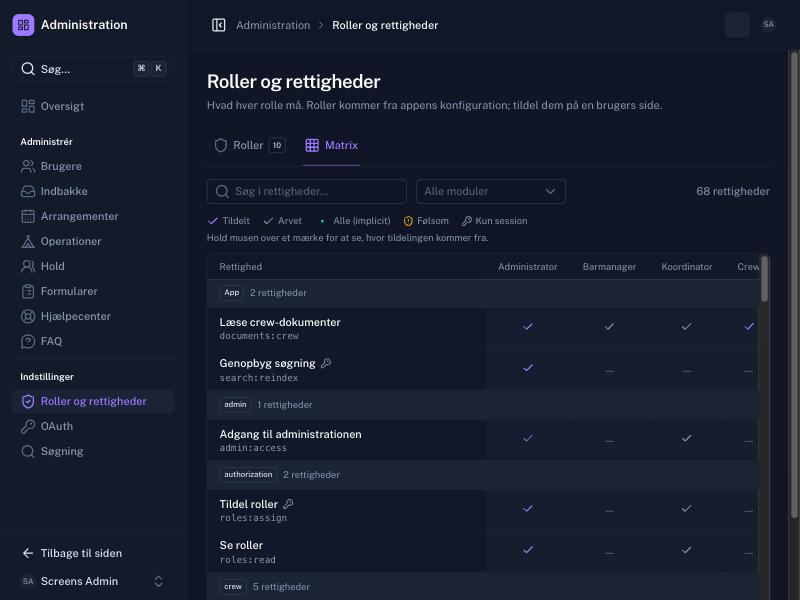 Administration
Søg...
⌘ K
Oversigt
Administrér
Brugere
Indbakke
Arrangementer
Operationer
Hold
Formularer
Hjælpecenter
FAQ
Indstillinger
Roller og rettigheder
OAuth
Søgning
Tilbage til siden
SA Screens Admin
Administration > Roller og rettigheder
SA
Roller og rettigheder
Hvad hver rolle må. Roller kommer fra appens konfiguration; tildel dem på en brugers side.
Roller 10 Matrix
Søg i rettigheder... Alle moduler 68 rettigheder
Tildelt Arvet Alle (implicit) Følsom Kun session
Hold musen over et mærke for at se, hvor tildelingen kommer fra.
Rettighed Administrator Barmanager Koordinator Crew
App 2 rettigheder
Læse crew-dokumenter
documents:crew
Genopbyg søgning
search:reindex
admin 1 rettigheder
Adgang til administrationen
admin:access
authorization 2 rettigheder
Tildel roller
roles:assign
Se roller
roles:read
crew 5 rettigheder